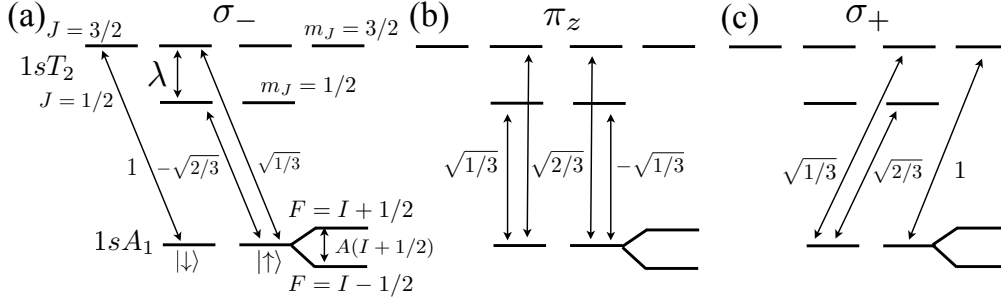 (a)
J = 3/2
σ₋
m_J = 3/2
1sT₂
λ
J = 1/2
m_J = 1/2
1
-√2/3
√1/3
F = I + 1/2
1sA₁
A(I + 1/2)
|↓⟩
|↑⟩
F = I − 1/2
(b)
π_z
√1/3
√2/3
-√1/3
(c)
σ₊
√1/3
√2/3
1